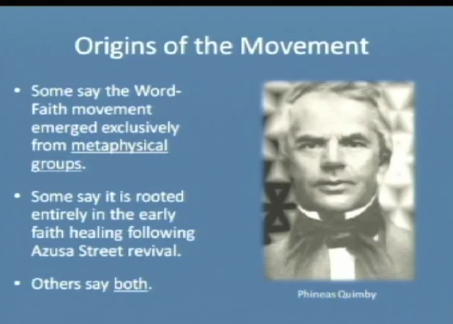 Origins of the Movement
• Some say the Word-
Faith movement
emerged exclusively
from metaphysical
groups.
• Some say it is rooted
entirely in the early
faith healing following
Azusa Street revival.
• Others say both.
Phineas Quimby